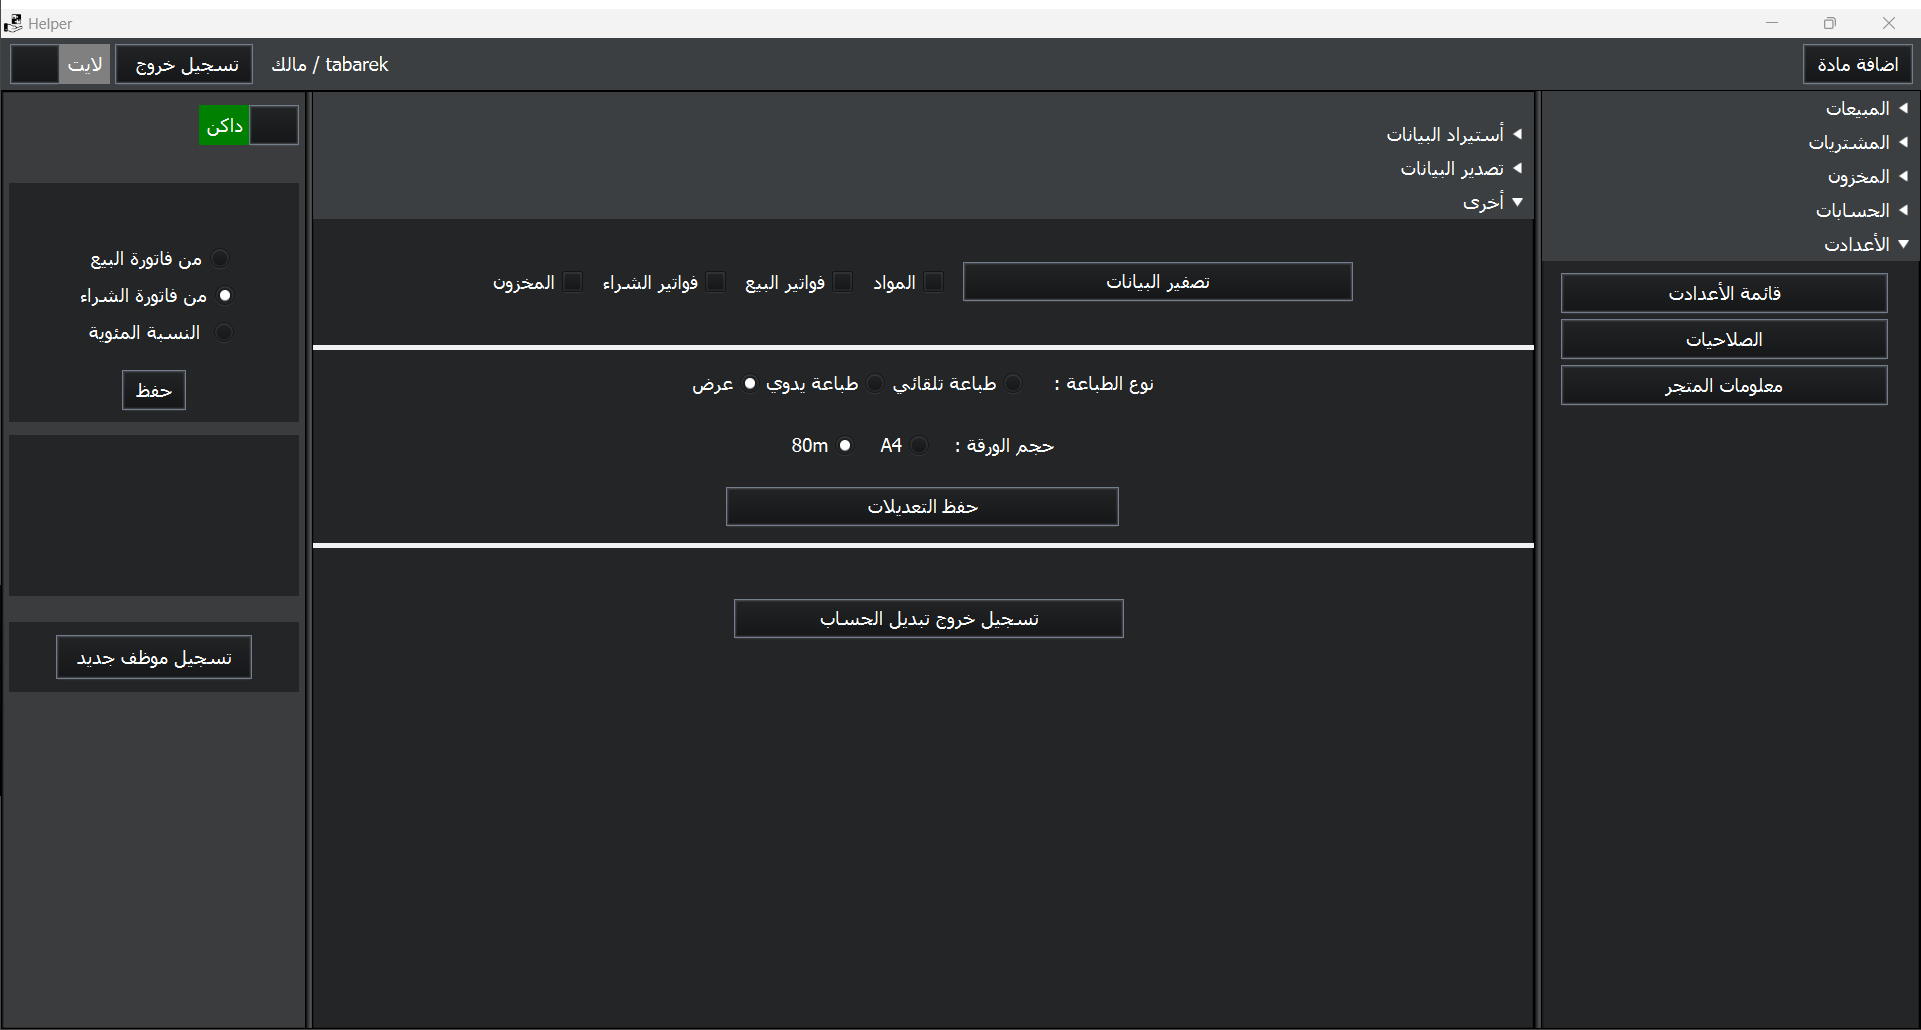 Helper
اضافة مادة
tabarek / مالك
تسجيل خروج
لايت
المبيعات
المشتريات
المخزون
الحسابات
الأعدادت
قائمة الأعدادت
الصلاحيات
معلومات المتجر
أستيراد البيانات
تصدير البيانات
أخرى
تصفير البيانات المواد فواتير البيع فواتير الشراء المخزون
نوع الطباعة : طباعة تلقائي طباعة يدوي عرض
حجم الورقة : A4 80m
حفظ التعديلات
تسجيل خروج تبديل الحساب
داكن
من فاتورة البيع
من فاتورة الشراء
النسبة المئوية
حفظ
تسجيل موظف جديد